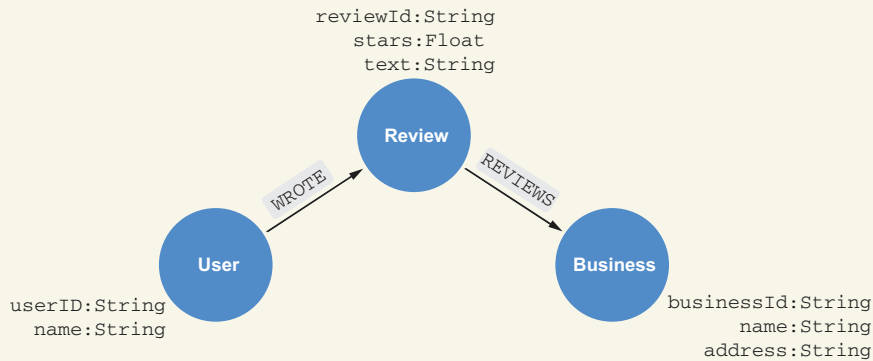 reviewId:String
stars:Float
text:String
Review
WROTE
REVIEWS
User
Business
userID:String
name:String
businessId:String
name:String
address:String